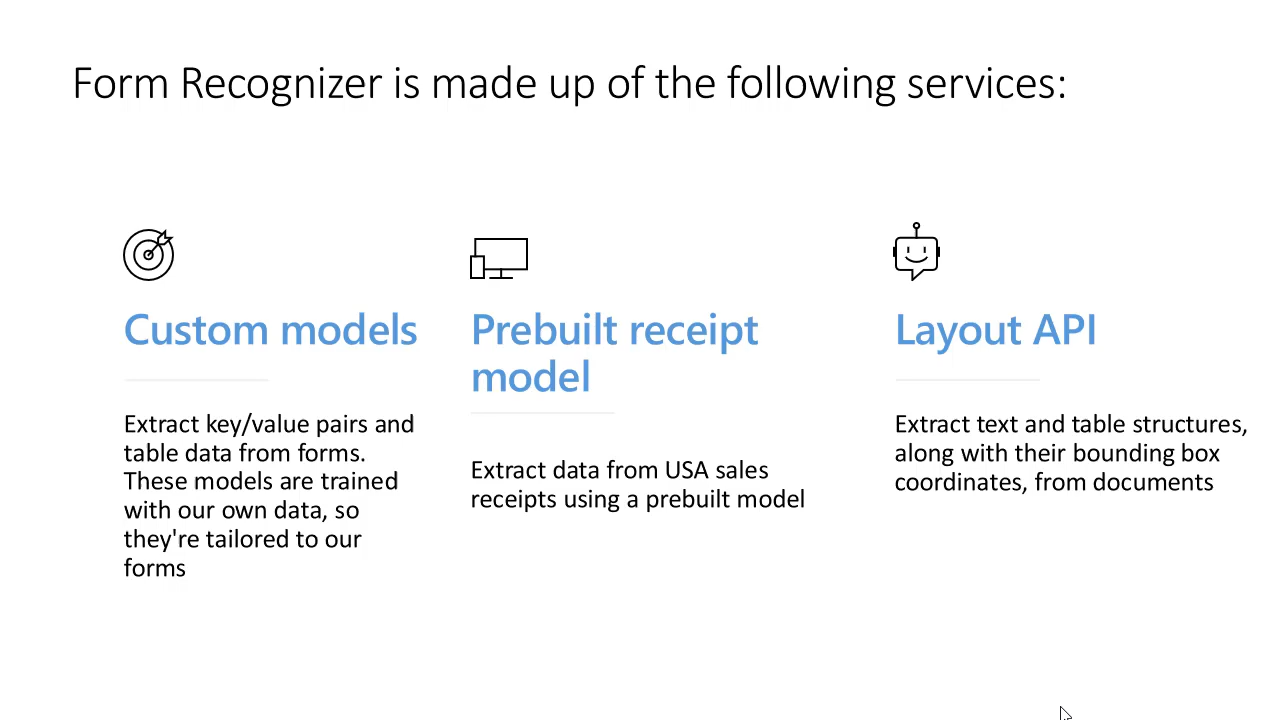 Form Recognizer is made up of the following services:
Custom models
Extract key/value pairs and
table data from forms.
These models are trained
with our own data, so
they're tailored to our
forms
Prebuilt receipt
model
Extract data from USA sales
receipts using a prebuilt model
Layout API
Extract text and table structures,
along with their bounding box
coordinates, from documents